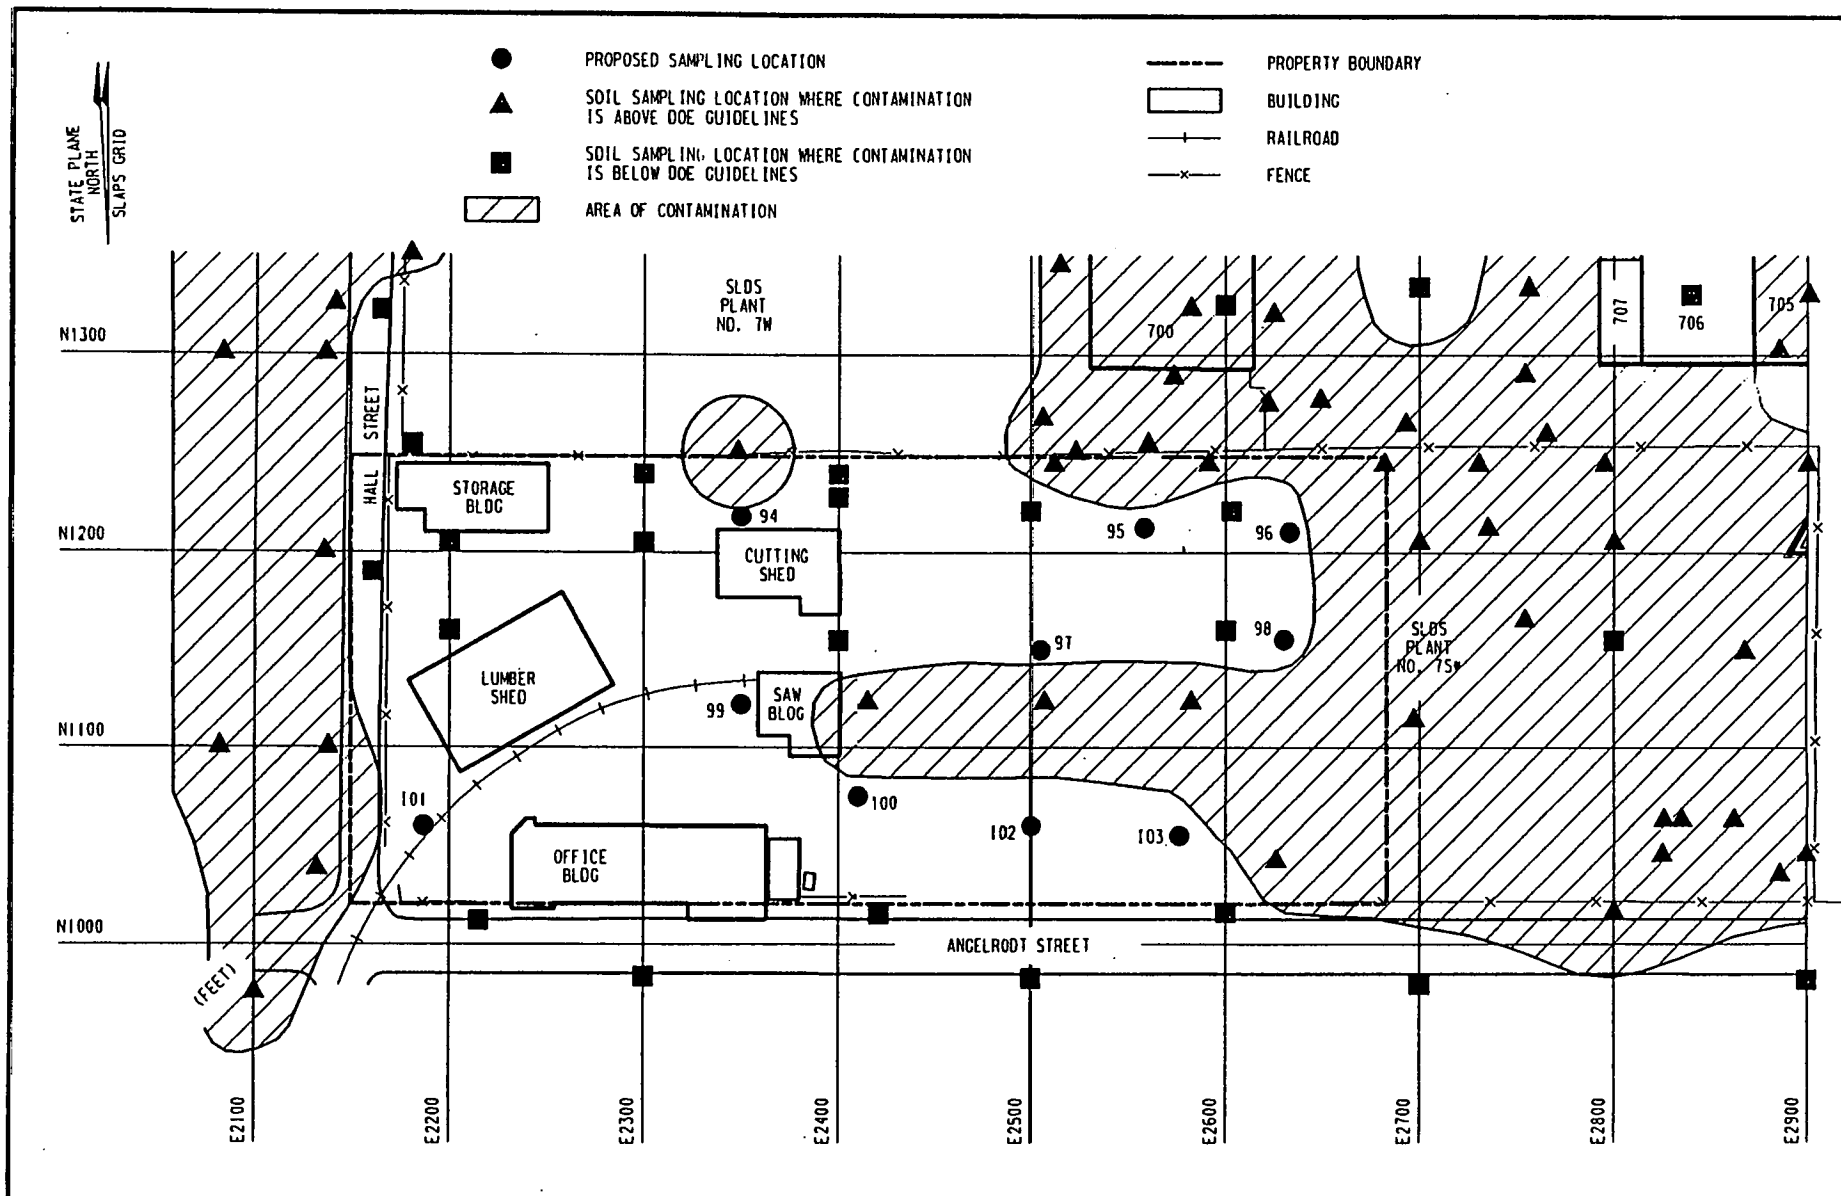 PROPOSED SAMPLING LOCATION
SOIL SAMPLING LOCATION WHERE CONTAMINATION
IS ABOVE DOE GUIDELINES
SOIL SAMPLING LOCATION WHERE CONTAMINATION
IS BELOW DOE GUIDELINES
AREA OF CONTAMINATION
PROPERTY BOUNDARY
BUILDING
RAILROAD
FENCE
STATE PLANE
NORTH
SLAPS GRID
SLDS
PLANT
NO. 7W
700
707
706
705
N1300
HALL STREET
STORAGE
BLDG
94
95
96
N1200
CUTTING
SHED
97
98
SLDS
PLANT
NO. 7SW
LUMBER
SHED
99
SAW
BLDG
N1100
101
100
102
103
OFFICE
BLDG
N1000
ANGELRODT STREET
(FEET)
E2100
E2200
E2300
E2400
E2500
E2600
E2700
E2800
E2900